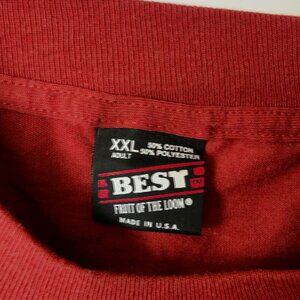 XXL 50% COTTON
ADULT 50% POLYESTER
BEST
FRUIT OF THE LOOM®
MADE IN U.S.A.